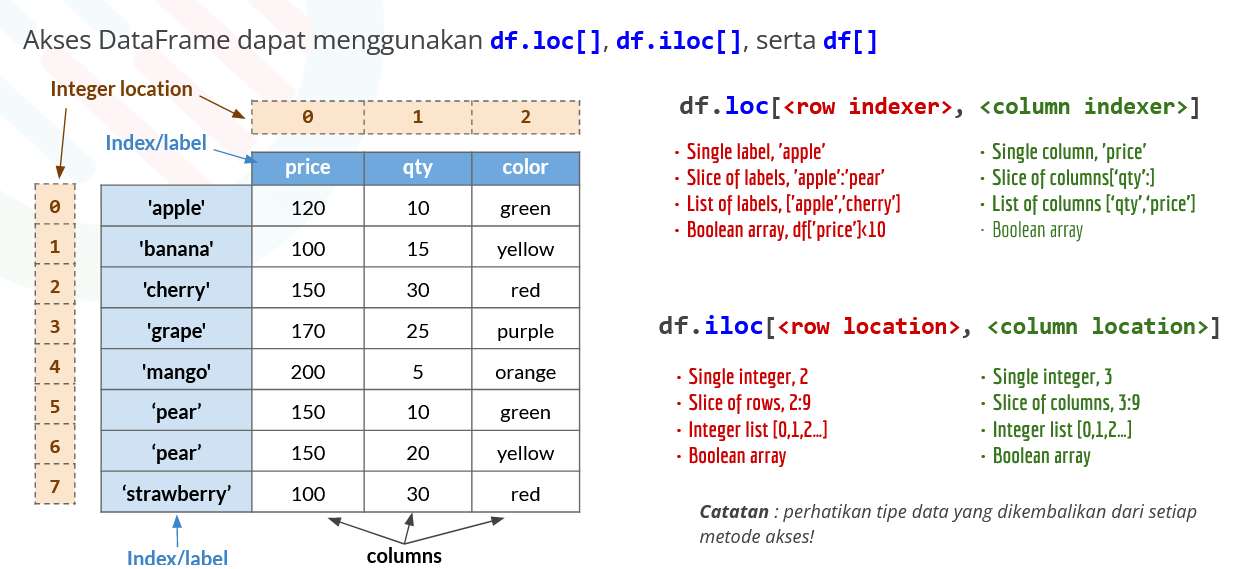 Akses DataFrame dapat menggunakan df.loc[], df.iloc[], serta df[]
Integer location
0 1 2
Index/label
price qty color
0 'apple' 120 10 green
1 'banana' 100 15 yellow
2 'cherry' 150 30 red
3 'grape' 170 25 purple
4 'mango' 200 5 orange
5 ‘pear’ 150 10 green
6 ‘pear’ 150 20 yellow
7 ‘strawberry’ 100 30 red
Index/label
columns
df.loc[<row indexer>, <column indexer>]
· Single label, 'apple'
· Slice of labels, 'apple':'pear'
· List of labels, ['apple','cherry']
· Boolean array, df['price']<10
· Single column, 'price'
· Slice of columns[‘qty’:]
· List of columns [‘qty’,‘price’]
· Boolean array
df.iloc[<row location>, <column location>]
· Single integer, 2
· Slice of rows, 2:9
· Integer list [0,1,2…]
· Boolean array
· Single integer, 3
· Slice of columns, 3:9
· Integer list [0,1,2…]
· Boolean array
Catatan : perhatikan tipe data yang dikembalikan dari setiap
metode akses!